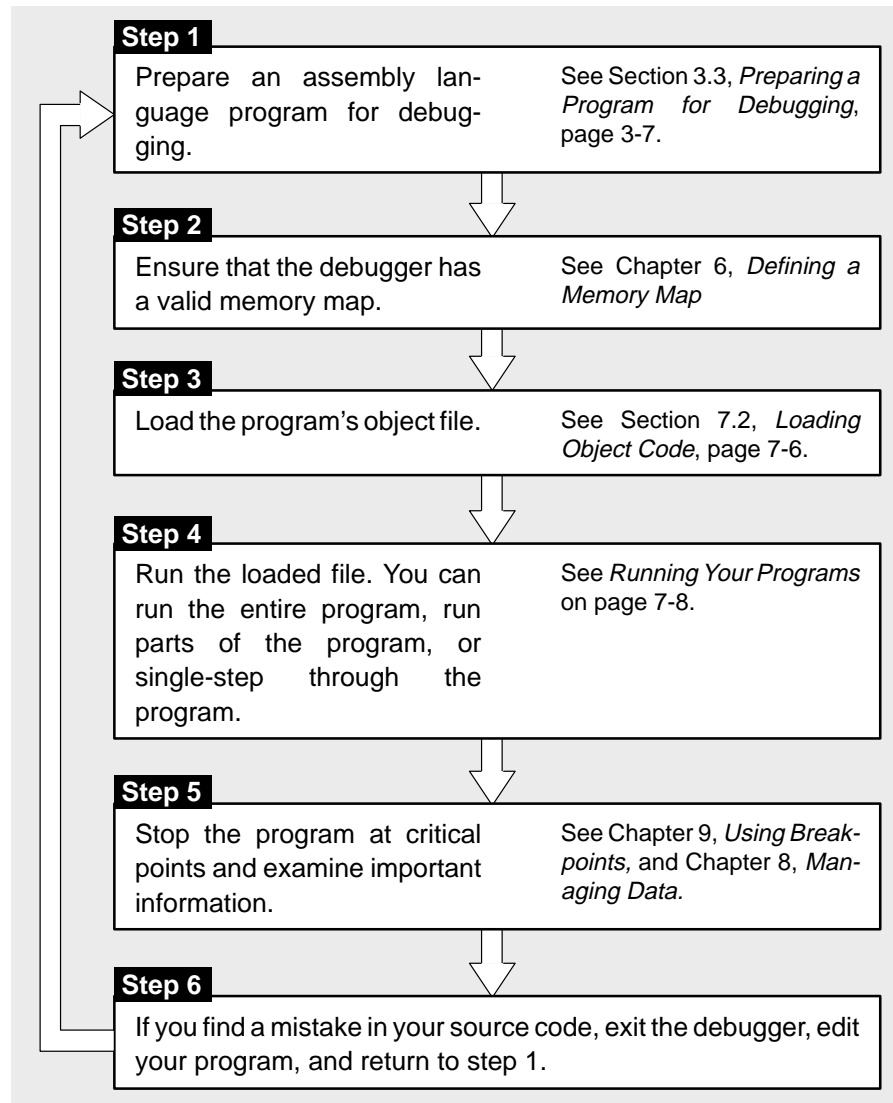 Step 1
Prepare an assembly lan-
guage program for debug-
ging.
See Section 3.3, Preparing a
Program for Debugging,
page 3-7.
Step 2
Ensure that the debugger has
a valid memory map.
See Chapter 6, Defining a
Memory Map
Step 3
Load the program's object file.
See Section 7.2, Loading
Object Code, page 7-6.
Step 4
Run the loaded file. You can
run the entire program, run
parts of the program, or
single-step through the
program.
See Running Your Programs
on page 7-8.
Step 5
Stop the program at critical
points and examine important
information.
See Chapter 9, Using Break-
points, and Chapter 8, Man-
aging Data.
Step 6
If you find a mistake in your source code, exit the debugger, edit
your program, and return to step 1.